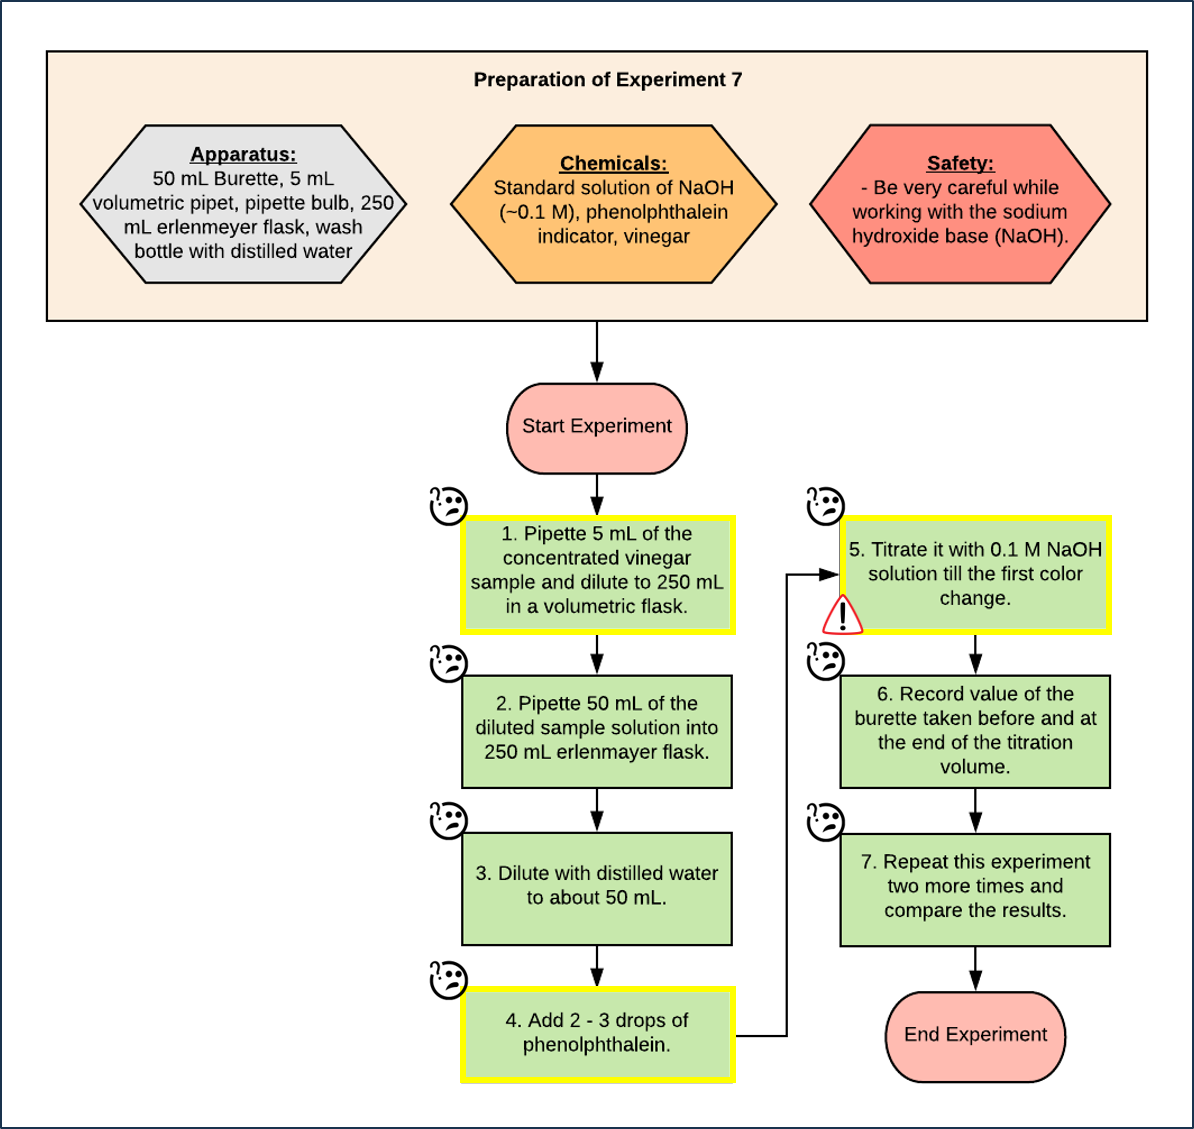 Preparation of Experiment 7
Apparatus:
50 mL Burette, 5 mL
volumetric pipet, pipette bulb, 250
mL erlenmeyer flask, wash
bottle with distilled water
Chemicals:
Standard solution of NaOH
(~0.1 M), phenolphthalein
indicator, vinegar
Safety:
- Be very careful while
working with the sodium
hydroxide base (NaOH).
Start Experiment
1. Pipette 5 mL of the
concentrated vinegar
sample and dilute to 250 mL
in a volumetric flask.
2. Pipette 50 mL of the
diluted sample solution into
250 mL erlenmayer flask.
3. Dilute with distilled water
to about 50 mL.
4. Add 2 - 3 drops of
phenolphthalein.
5. Titrate it with 0.1 M NaOH
solution till the first color
change.
6. Record value of the
burette taken before and at
the end of the titration
volume.
7. Repeat this experiment
two more times and
compare the results.
End Experiment